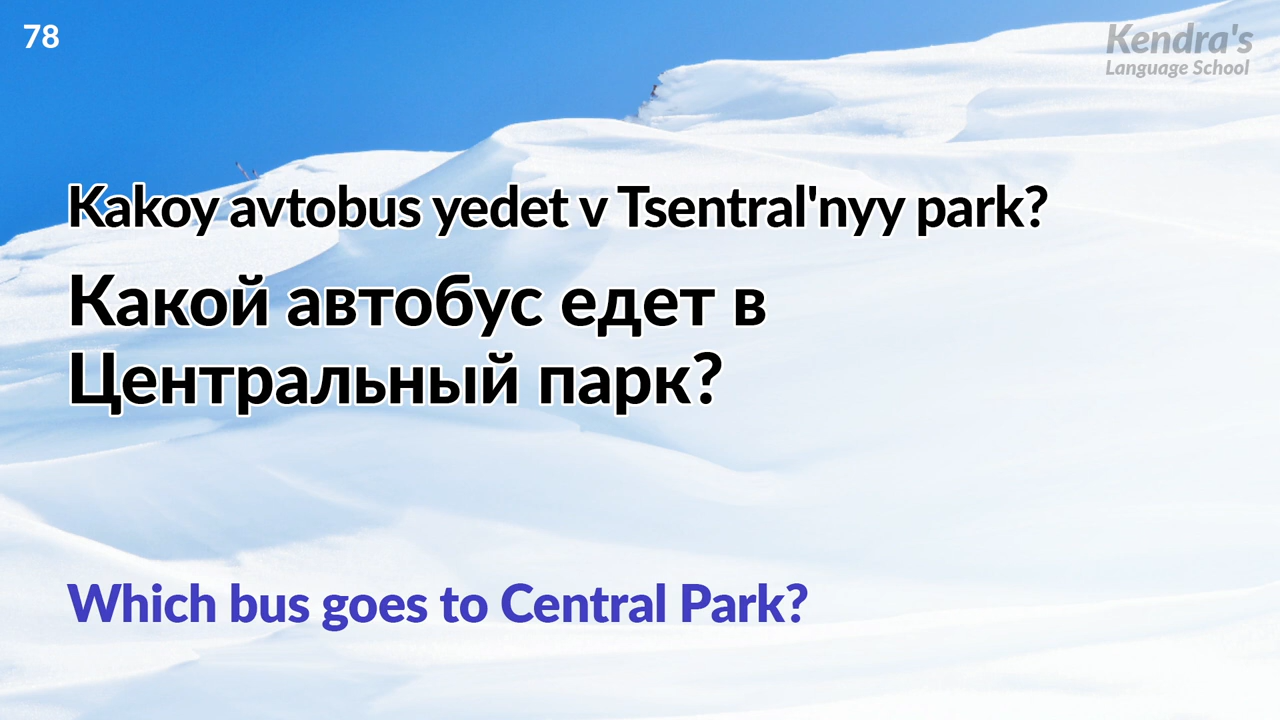 78
Kendra's
Language School
Kakoy avtobus yedet v Tsentral'nyy park?
Какой автобус едет в
Центральный парк?
Which bus goes to Central Park?